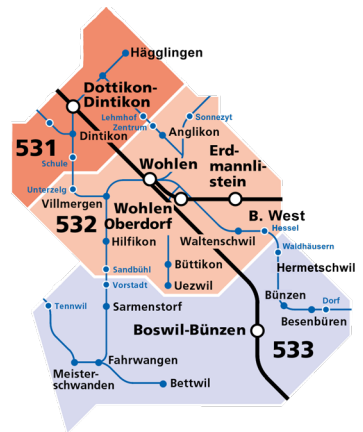 Hägglingen
Dottikon-
Dintikon
Lehmhof
Zentrum
Sonnezyt
Anglikon
Dintikon
531
Schule
Wohlen
Erd-
mannli-
stein
Unterzelg
Villmergen
532
Wohlen
Oberdorf
B. West
Hessel
Waltenschwil
Waldhäusern
Hilfikon
Hermetschwil
Büttikon
Sandbühl
Vorstadt
Uezwil
Tennwil
Sarmenstorf
Bünzen
Dorf
Besenbüren
Boswil-Bünzen
533
Fahrwangen
Meister-
schwanden
Bettwil